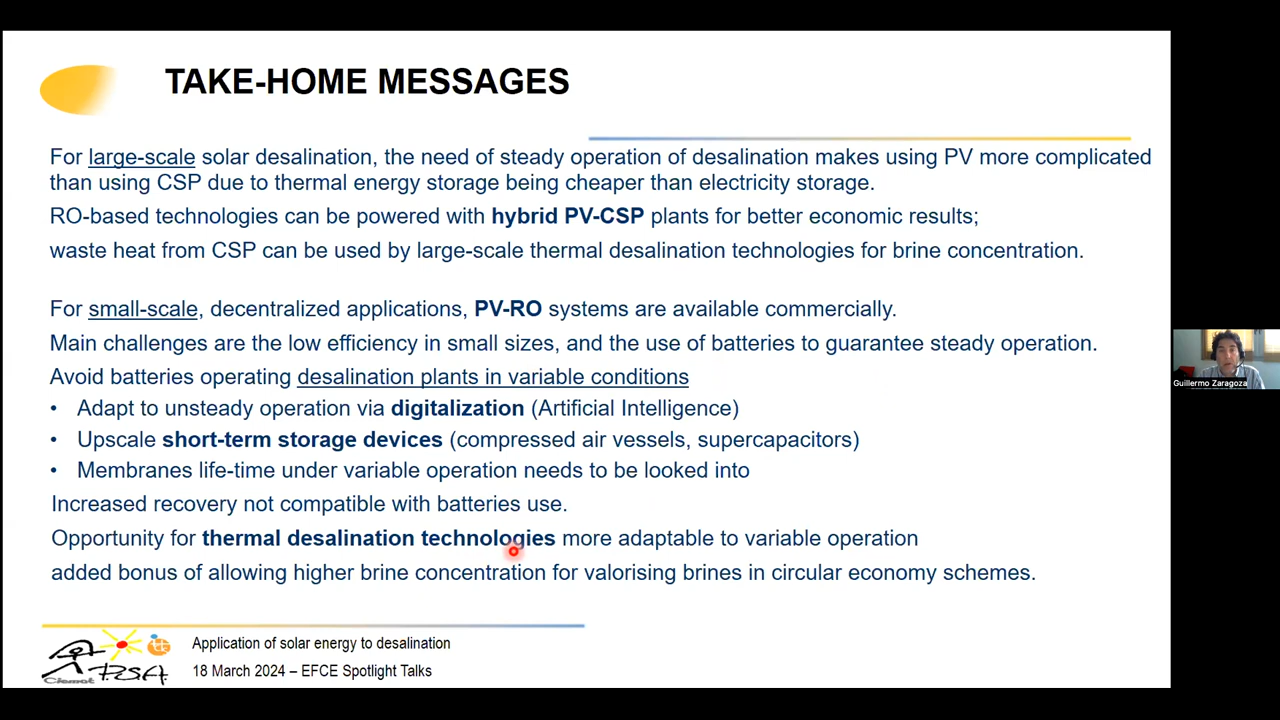 TAKE-HOME MESSAGES
For large-scale solar desalination, the need of steady operation of desalination makes using PV more complicated
than using CSP due to thermal energy storage being cheaper than electricity storage.
RO-based technologies can be powered with hybrid PV-CSP plants for better economic results;
waste heat from CSP can be used by large-scale thermal desalination technologies for brine concentration.
For small-scale, decentralized applications, PV-RO systems are available commercially.
Main challenges are the low efficiency in small sizes, and the use of batteries to guarantee steady operation.
Avoid batteries operating desalination plants in variable conditions
• Adapt to unsteady operation via digitalization (Artificial Intelligence)
• Upscale short-term storage devices (compressed air vessels, supercapacitors)
• Membranes life-time under variable operation needs to be looked into
Increased recovery not compatible with batteries use.
Opportunity for thermal desalination technologies more adaptable to variable operation
added bonus of allowing higher brine concentration for valorising brines in circular economy schemes.
Application of solar energy to desalination
18 March 2024 – EFCE Spotlight Talks
Ciemat PSA
Guillermo Zaragoza